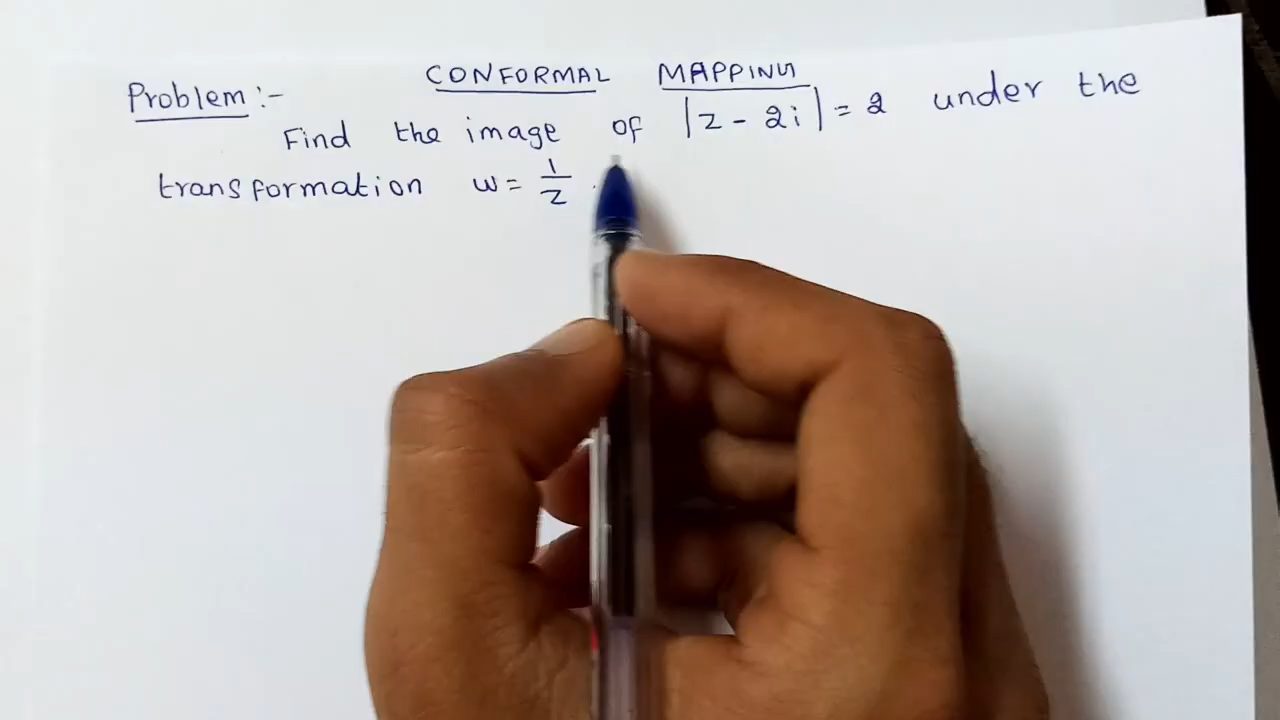 CONFORMAL MAPPING
Problem :-
Find the image of |z - 2i| = 2 under the
transformation w = 1/z .